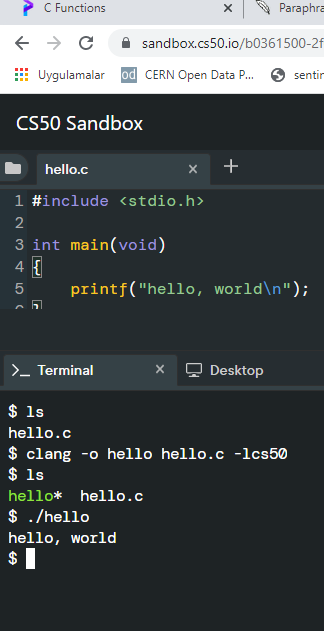 C Functions
Paraphra
sandbox.cs50.io/b0361500-2f
Uygulamalar
od CERN Open Data P...
sentin
CS50 Sandbox
hello.c
1 #include <stdio.h>
2
3 int main(void)
4 {
5     printf("hello, world\n");
6 }
>_ Terminal
Desktop
$ ls
hello.c
$ clang -o hello hello.c -lcs50
$ ls
hello*  hello.c
$ ./hello
hello, world
$